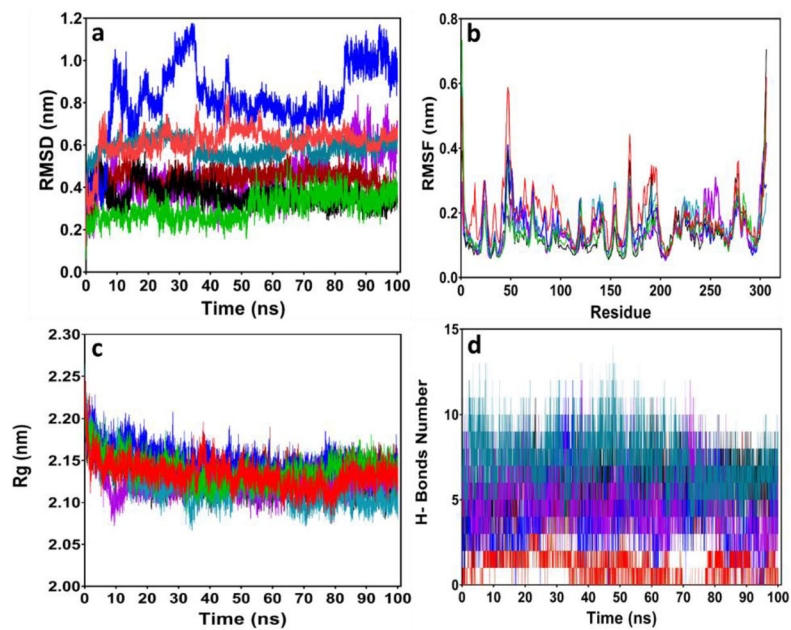 a
RMSD (nm)
1.2
1.0
0.8
0.6
0.4
0.2
0.0
0 10 20 30 40 50 60 70 80 90 100
Time (ns)
b
RMSF (nm)
0.8
0.6
0.4
0.2
0.0
0 50 100 150 200 250 300
Residue
c
Rg (nm)
2.30
2.25
2.20
2.15
2.10
2.05
2.00
0 10 20 30 40 50 60 70 80 90 100
Time (ns)
d
H- Bonds Number
15
10
5
0
0 10 20 30 40 50 60 70 80 90 100
Time (ns)